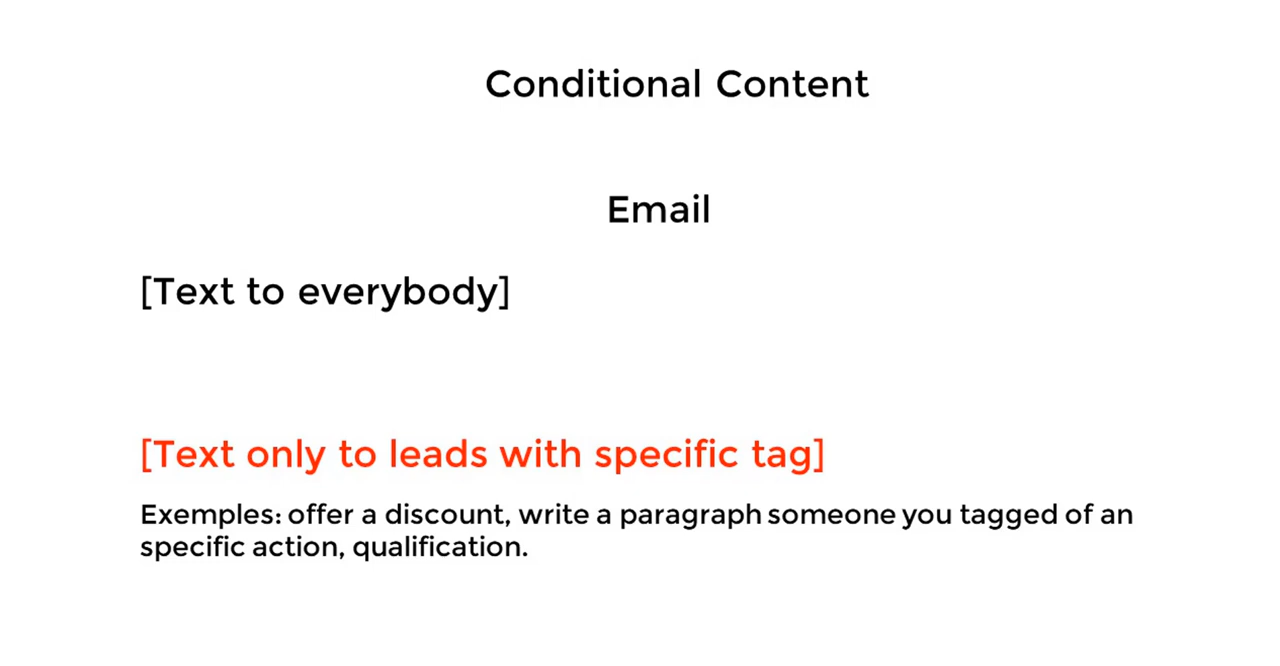 Conditional Content
Email
[Text to everybody]
[Text only to leads with specific tag]
Exemples: offer a discount, write a paragraph someone you tagged of an
specific action, qualification.